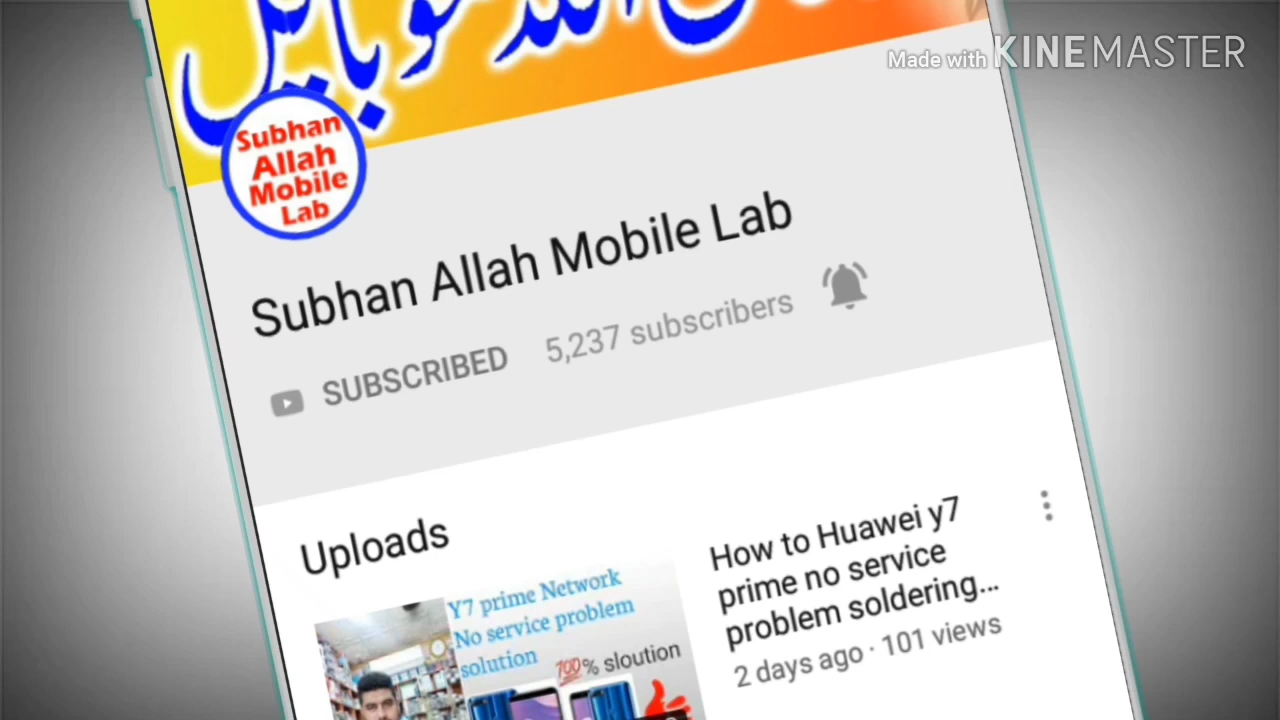 موبائل
Made with KINEMASTER
Subhan
Allah
Mobile
Lab
Subhan Allah Mobile Lab
SUBSCRIBED 5,237 subscribers
Uploads
How to Huawei y7
prime no service
problem soldering...
2 days ago · 101 views
Y7 prime Network
No service problem
solution 💯% sloution